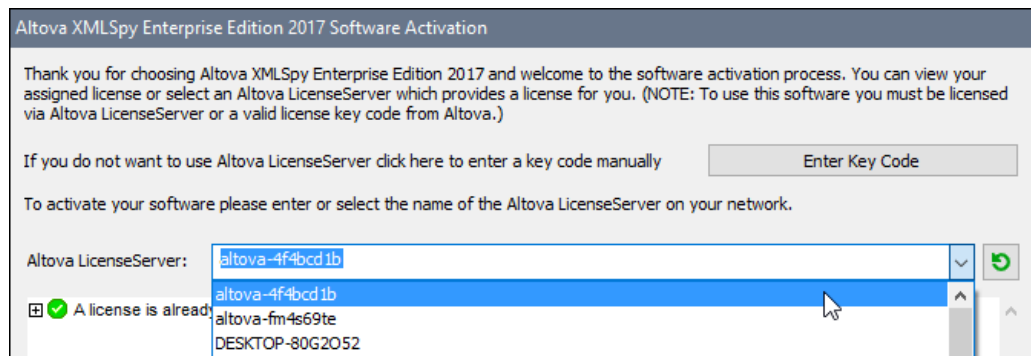 Altova XMLSpy Enterprise Edition 2017 Software Activation
Thank you for choosing Altova XMLSpy Enterprise Edition 2017 and welcome to the software activation process. You can view your
assigned license or select an Altova LicenseServer which provides a license for you. (NOTE: To use this software you must be licensed
via Altova LicenseServer or a valid license key code from Altova.)
If you do not want to use Altova LicenseServer click here to enter a key code manually
Enter Key Code
To activate your software please enter or select the name of the Altova LicenseServer on your network.
Altova LicenseServer:
altova-4f4bcd1b
altova-4f4bcd1b
A license is already
altova-fm4s69te
DESKTOP-80G2O52